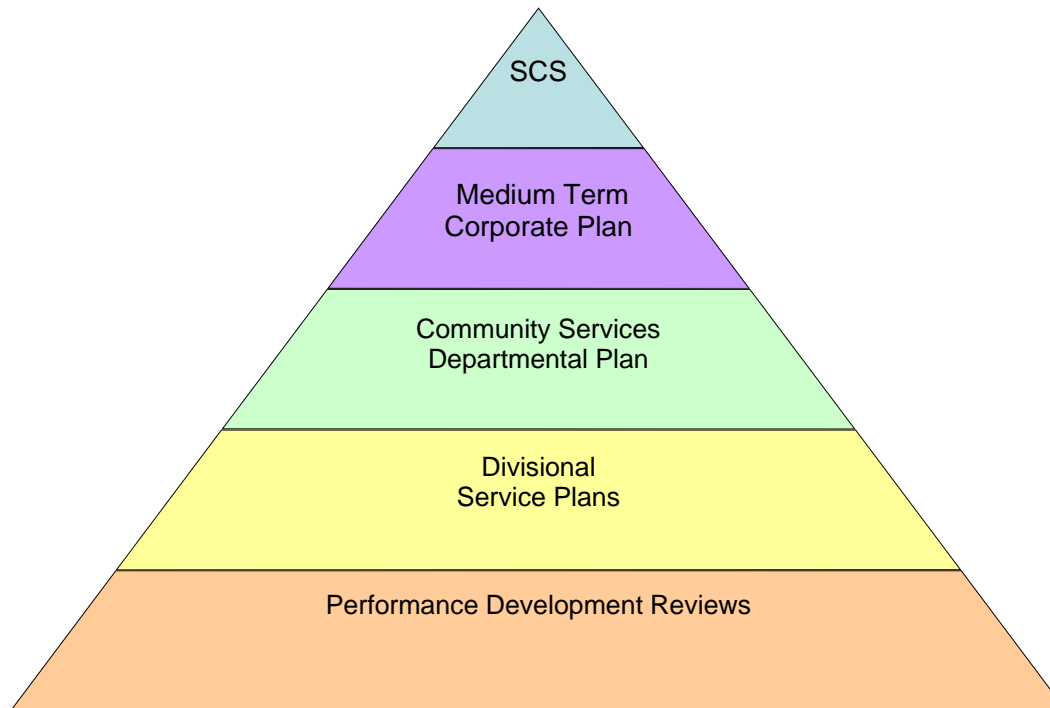 SCS
Medium Term
Corporate Plan
Community Services
Departmental Plan
Divisional
Service Plans
Performance Development Reviews